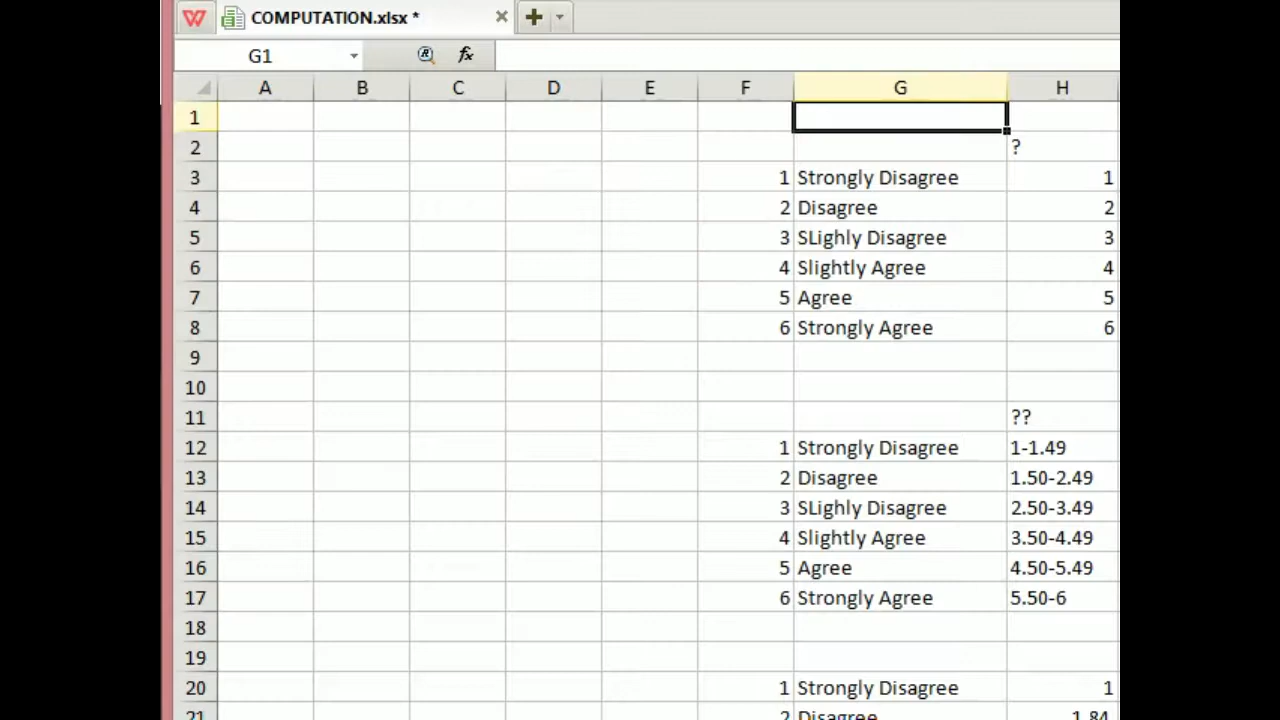 COMPUTATION.xlsx *
G1 fx
A B C D E F G H
1
2 ?
3 1 Strongly Disagree 1
4 2 Disagree 2
5 3 SLighly Disagree 3
6 4 Slightly Agree 4
7 5 Agree 5
8 6 Strongly Agree 6
9
10
11 ??
12 1 Strongly Disagree 1-1.49
13 2 Disagree 1.50-2.49
14 3 SLighly Disagree 2.50-3.49
15 4 Slightly Agree 3.50-4.49
16 5 Agree 4.50-5.49
17 6 Strongly Agree 5.50-6
18
19
20 1 Strongly Disagree 1
21 2 Disagree 1.84